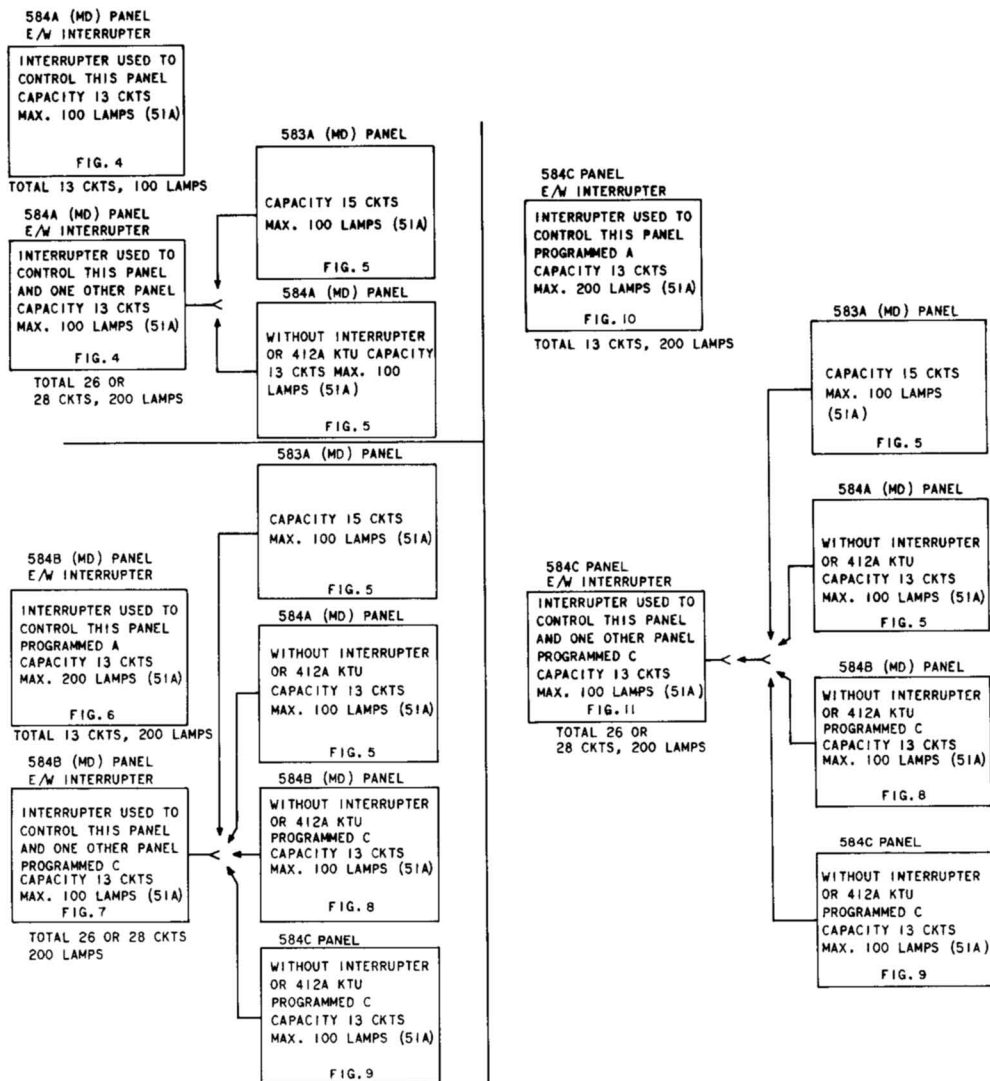 584A (MD) PANEL
E/W INTERRUPTER
INTERRUPTER USED TO
CONTROL THIS PANEL
CAPACITY 13 CKTS
MAX. 100 LAMPS (51A)
FIG. 4
TOTAL 13 CKTS, 100 LAMPS
584A (MD) PANEL
E/W INTERRUPTER
INTERRUPTER USED TO
CONTROL THIS PANEL
AND ONE OTHER PANEL
CAPACITY 13 CKTS
MAX. 100 LAMPS (51A)
FIG. 4
TOTAL 26 OR
28 CKTS, 200 LAMPS
583A (MD) PANEL
CAPACITY 15 CKTS
MAX. 100 LAMPS (51A)
FIG. 5
584A (MD) PANEL
WITHOUT INTERRUPTER
OR 412A KTU CAPACITY
13 CKTS MAX. 100
LAMPS (51A)
FIG. 5
584B (MD) PANEL
E/W INTERRUPTER
INTERRUPTER USED TO
CONTROL THIS PANEL
PROGRAMMED A
CAPACITY 13 CKTS
MAX. 200 LAMPS (51A)
FIG. 6
TOTAL 13 CKTS, 200 LAMPS
584B (MD) PANEL
E/W INTERRUPTER
INTERRUPTER USED TO
CONTROL THIS PANEL
AND ONE OTHER PANEL
PROGRAMMED C
CAPACITY 13 CKTS
MAX. 100 LAMPS (51A)
FIG. 7
TOTAL 26 OR 28 CKTS
200 LAMPS
583A (MD) PANEL
CAPACITY 15 CKTS
MAX. 100 LAMPS (51A)
FIG. 5
584A (MD) PANEL
WITHOUT INTERRUPTER
OR 412A KTU
CAPACITY 13 CKTS
MAX. 100 LAMPS (51A)
FIG. 5
584B (MD) PANEL
WITHOUT INTERRUPTER
OR 412A KTU
PROGRAMMED C
CAPACITY 13 CKTS
MAX. 100 LAMPS (51A)
FIG. 8
584C PANEL
WITHOUT INTERRUPTER
OR 412A KTU
PROGRAMMED C
CAPACITY 13 CKTS
MAX. 100 LAMPS (51A)
FIG. 9
584C PANEL
E/W INTERRUPTER
INTERRUPTER USED TO
CONTROL THIS PANEL
PROGRAMMED A
CAPACITY 13 CKTS
MAX. 200 LAMPS (51A)
FIG. 10
TOTAL 13 CKTS, 200 LAMPS
584C PANEL
E/W INTERRUPTER
INTERRUPTER USED TO
CONTROL THIS PANEL
AND ONE OTHER PANEL
PROGRAMMED C
CAPACITY 13 CKTS
MAX. 100 LAMPS (51A)
FIG. 11
TOTAL 26 OR
28 CKTS, 200 LAMPS
583A (MD) PANEL
CAPACITY 15 CKTS
MAX. 100 LAMPS
(51A)
FIG. 5
584A (MD) PANEL
WITHOUT INTERRUPTER
OR 412A KTU
CAPACITY 13 CKTS
MAX. 100 LAMPS (51A)
FIG. 5
584B (MD) PANEL
WITHOUT INTERRUPTER
OR 412A KTU
PROGRAMMED C
CAPACITY 13 CKTS
MAX. 100 LAMPS (51A)
FIG. 8
584C PANEL
WITHOUT INTERRUPTER
OR 412A KTU
PROGRAMMED C
CAPACITY 13 CKTS
MAX. 100 LAMPS (51A)
FIG. 9